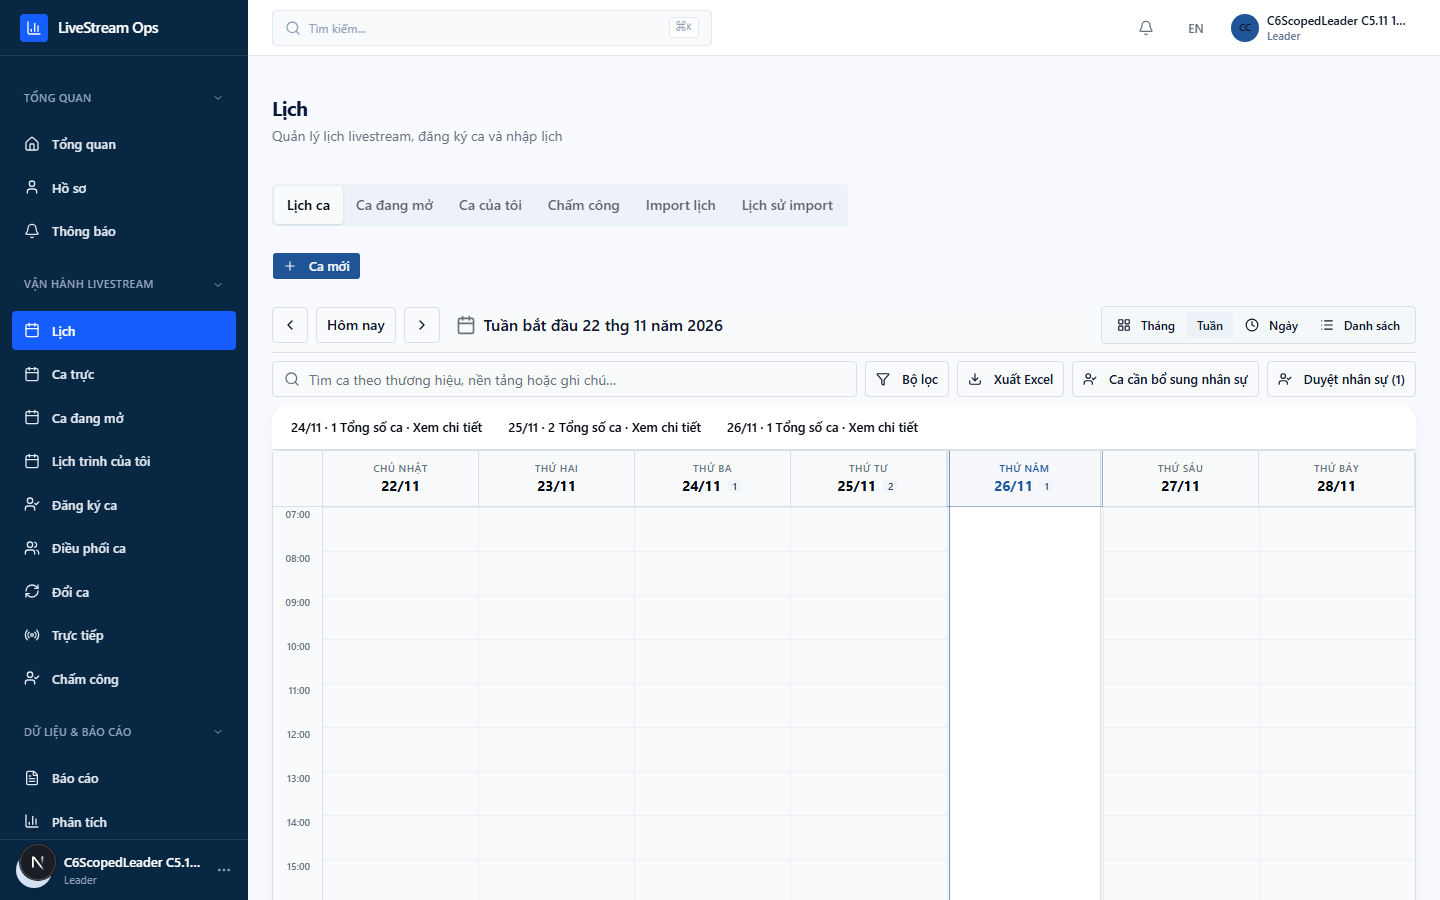 LiveStream Ops
Tìm kiếm...
⌘K
EN
CC
C6ScopedLeader C5.11 1...
Leader
TỔNG QUAN
Tổng quan
Hồ sơ
Thông báo
VẬN HÀNH LIVESTREAM
Lịch
Ca trực
Ca đang mở
Lịch trình của tôi
Đăng ký ca
Điều phối ca
Đổi ca
Trực tiếp
Chấm công
DỮ LIỆU & BÁO CÁO
Báo cáo
Phân tích
N
C6ScopedLeader C5.1...
Leader
Lịch
Quản lý lịch livestream, đăng ký ca và nhập lịch
Lịch ca
Ca đang mở
Ca của tôi
Chấm công
Import lịch
Lịch sử import
Ca mới
Hôm nay
Tuần bắt đầu 22 thg 11 năm 2026
Tháng
Tuần
Ngày
Danh sách
Tìm ca theo thương hiệu, nền tảng hoặc ghi chú...
Bộ lọc
Xuất Excel
Ca cần bổ sung nhân sự
Duyệt nhân sự (1)
24/11 · 1 Tổng số ca · Xem chi tiết
25/11 · 2 Tổng số ca · Xem chi tiết
26/11 · 1 Tổng số ca · Xem chi tiết
CHỦ NHẬT
22/11
THỨ HAI
23/11
THỨ BA
24/11 1
THỨ TƯ
25/11 2
THỨ NĂM
26/11 1
THỨ SÁU
27/11
THỨ BẢY
28/11
07:00
08:00
09:00
10:00
11:00
12:00
13:00
14:00
15:00